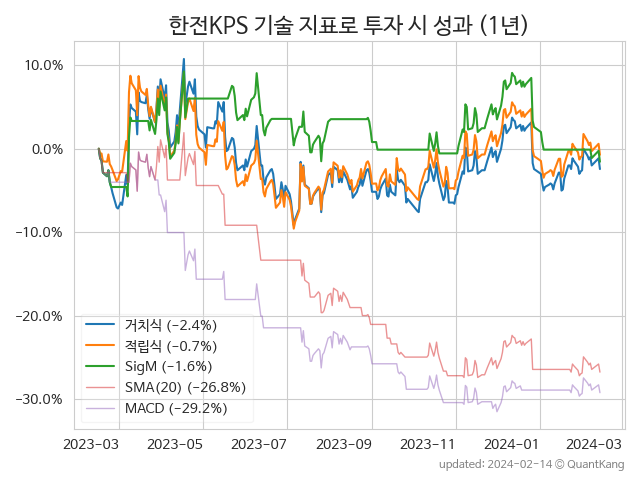 한전KPS 기술 지표로 투자 시 성과 (1년)
10.0%
0.0%
−10.0%
−20.0%
−30.0%
거치식 (−2.4%)
적립식 (−0.7%)
SigM (−1.6%)
SMA(20) (−26.8%)
MACD (−29.2%)
2023-03 2023-05 2023-07 2023-09 2023-11 2024-01 2024-03
updated: 2024-02-14 © QuantKang